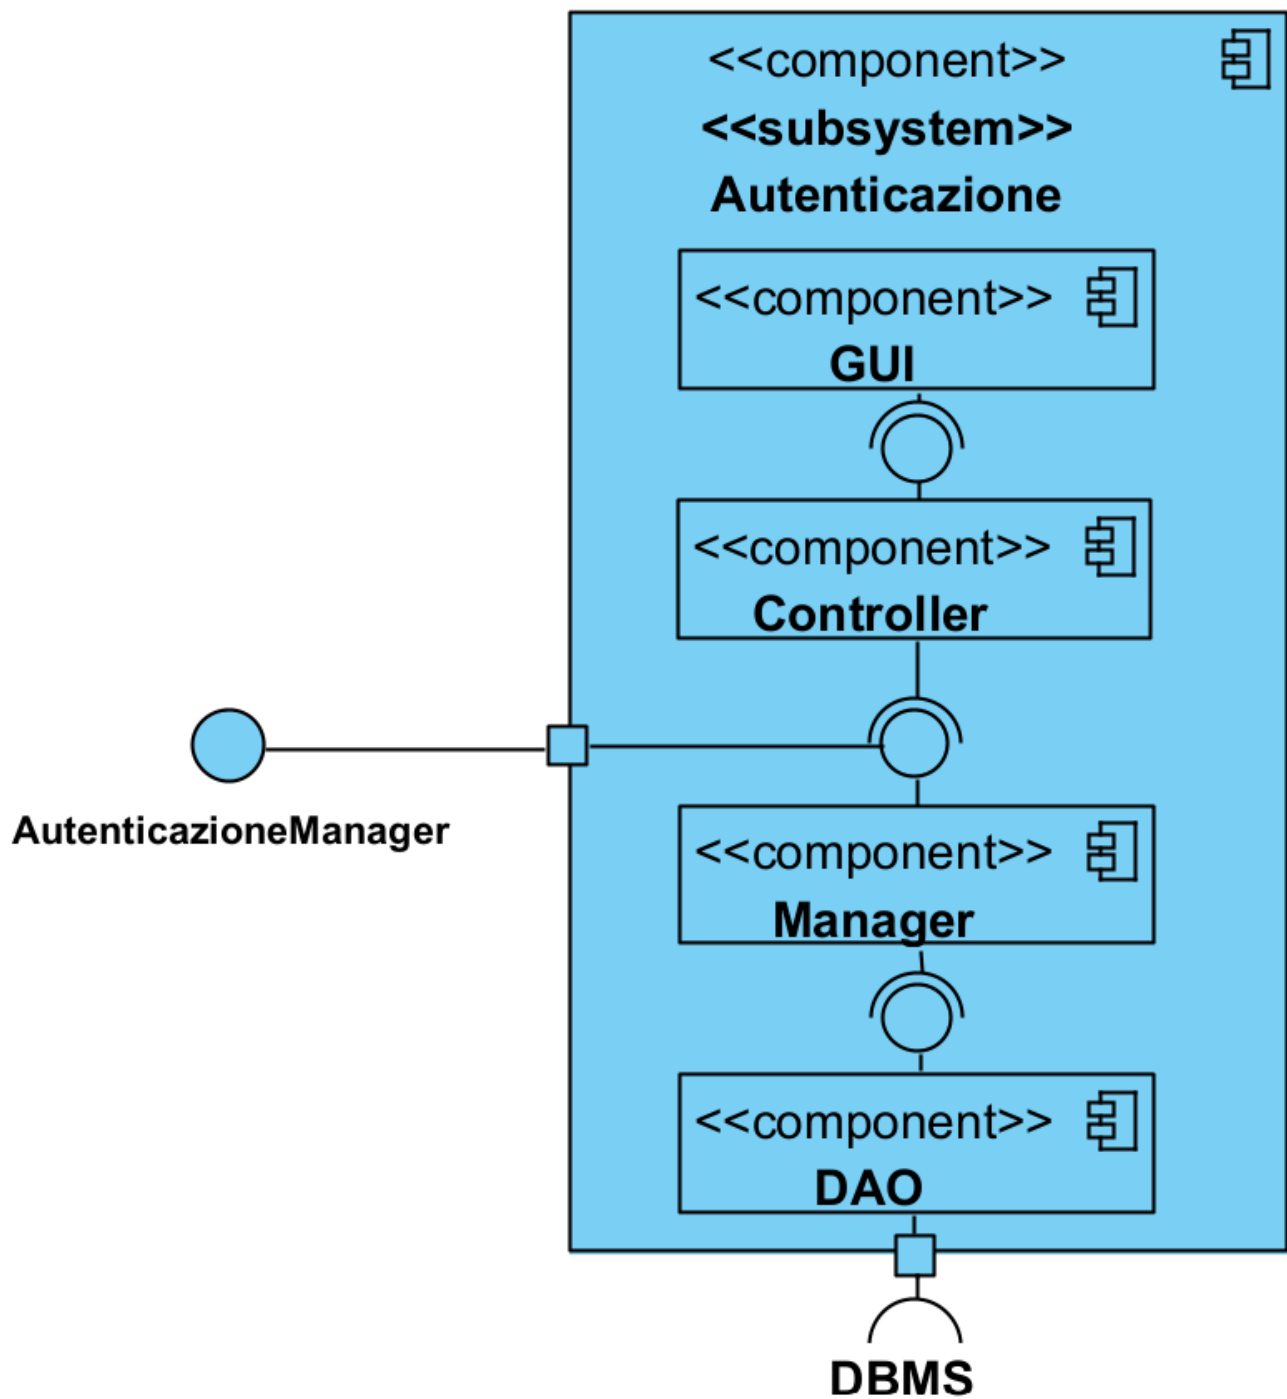 <<component>>
<<subsystem>>
Autenticazione
<<component>>
GUI
<<component>>
Controller
AutenticazioneManager
<<component>>
Manager
<<component>>
DAO
DBMS